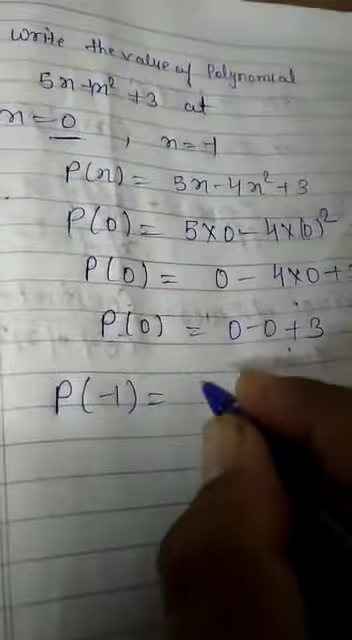 write the value of Polynomial
5x - 4x² + 3 at
x = 0 , x = -1
P(x) = 5x - 4x² + 3
P(0) = 5×0 - 4×(0)²
P(0) = 0 - 4×0 +
P(0) = 0 - 0 + 3
P(-1) =